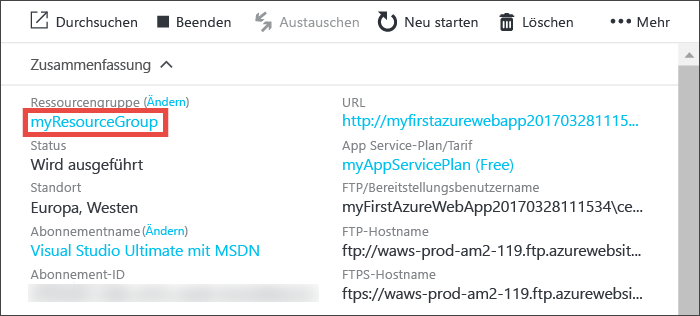 Durchsuchen Beenden Austauschen Neu starten Löschen Mehr
Zusammenfassung
Ressourcengruppe (Ändern)
myResourceGroup
Status
Wird ausgeführt
Standort
Europa, Westen
Abonnementname (Ändern)
Visual Studio Ultimate mit MSDN
Abonnement-ID
URL
http://myfirstazurewebapp201703281115...
App Service-Plan/Tarif
myAppServicePlan (Free)
FTP/Bereitstellungsbenutzername
myFirstAzureWebApp20170328111534\ce...
FTP-Hostname
ftp://waws-prod-am2-119.ftp.azurewebsit...
FTPS-Hostname
ftps://waws-prod-am2-119.ftp.azurewebsi...